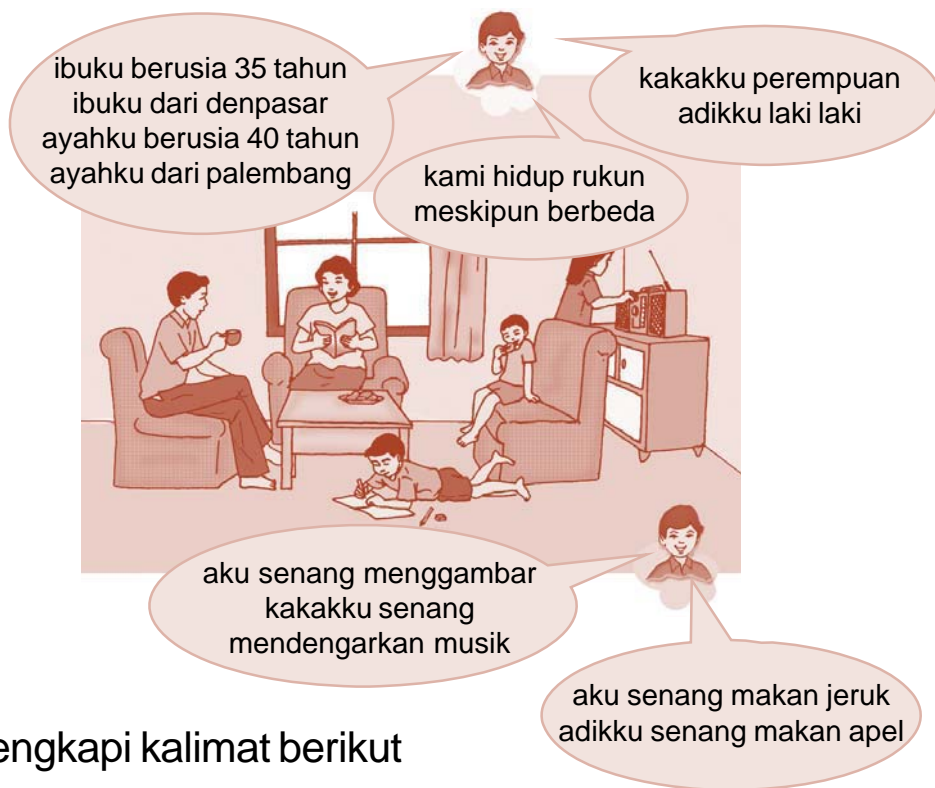 ibuku berusia 35 tahun
ibuku dari denpasar
ayahku berusia 40 tahun
ayahku dari palembang
kakakku perempuan
adikku laki laki
kami hidup rukun
meskipun berbeda
aku senang menggambar
kakakku senang
mendengarkan musik
aku senang makan jeruk
adikku senang makan apel
engkapi kalimat berikut